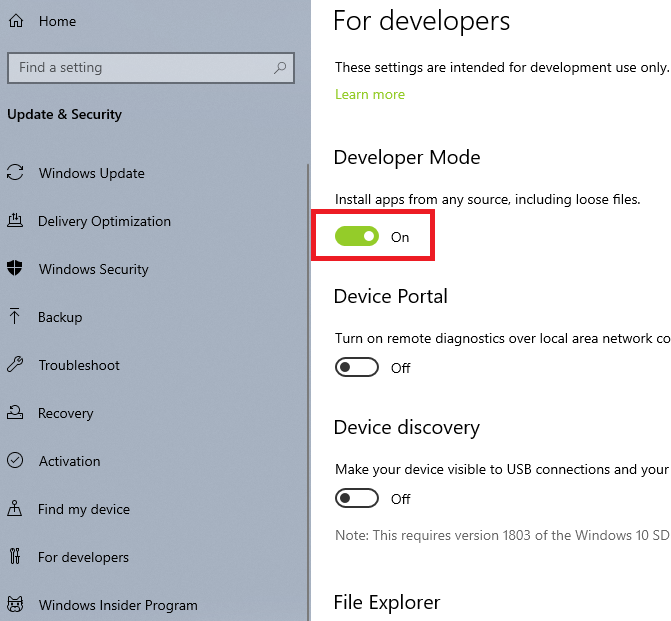 Home
Find a setting
Update & Security
Windows Update
Delivery Optimization
Windows Security
Backup
Troubleshoot
Recovery
Activation
Find my device
For developers
Windows Insider Program
For developers
These settings are intended for development use only.
Learn more
Developer Mode
Install apps from any source, including loose files.
On
Device Portal
Turn on remote diagnostics over local area network co
Off
Device discovery
Make your device visible to USB connections and your
Off
Note: This requires version 1803 of the Windows 10 SD
File Explorer